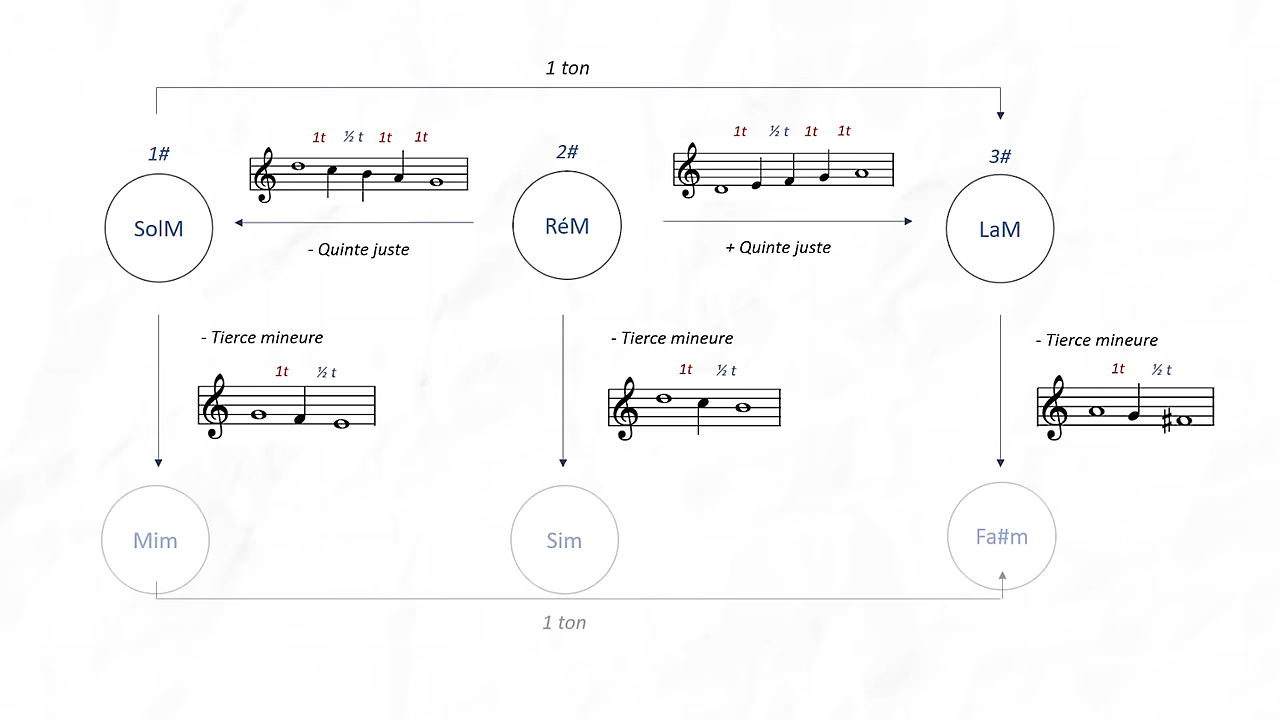 1 ton
1#
1t ½ t 1t 1t
2#
1t ½ t 1t 1t
3#
SolM
RéM
LaM
- Quinte juste
+ Quinte juste
- Tierce mineure
- Tierce mineure
- Tierce mineure
1t ½ t
1t ½ t
1t ½ t
Mim
Sim
Fa#m
1 ton